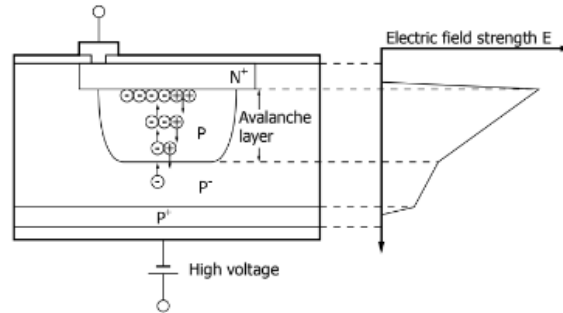 Electric field strength E
N+
⊖⊖⊖⊖⊕⊕
Avalanche
layer
⊖⊖⊕
P
⊖⊕
⊖
P-
P+
High voltage